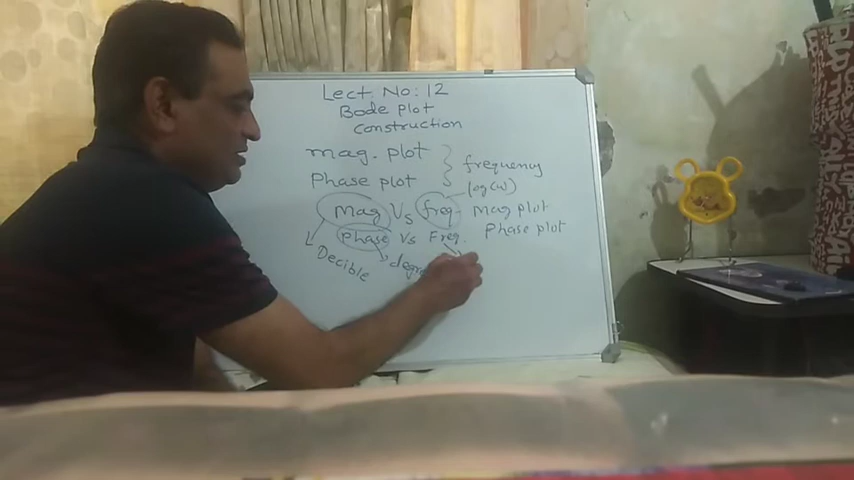 Lect. No: 12
Bode plot
construction
mag. plot
Phase plot
frequency
(log(ω))
Mag Vs freq. Mag plot
phase Vs Freq. Phase plot
Decible